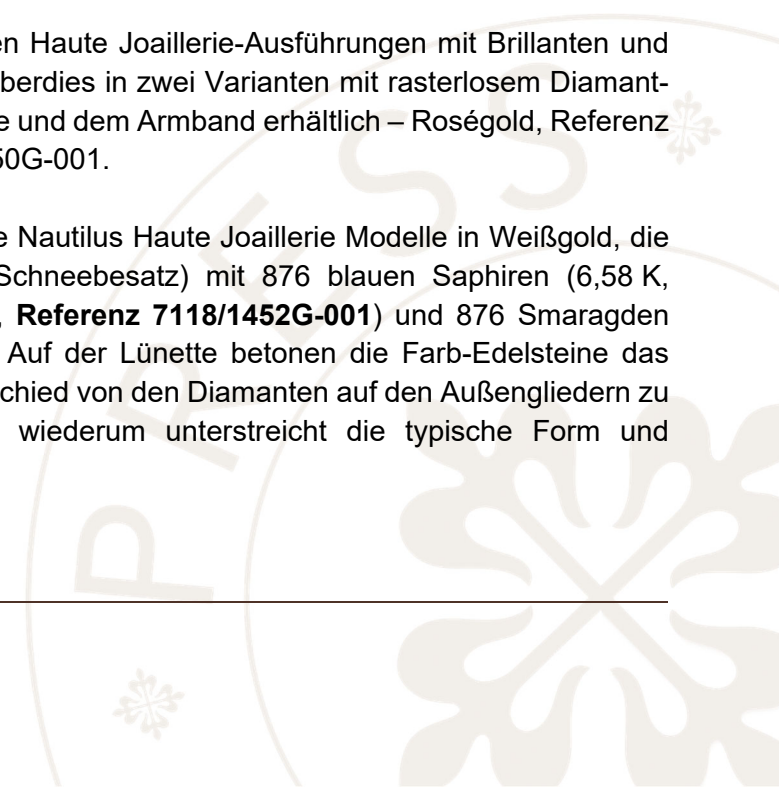 en Haute Joaillerie-Ausführungen mit Brillanten und
berdies in zwei Varianten mit rasterlosem Diamant-
e und dem Armband erhältlich – Roségold, Referenz
50G-001.
e Nautilus Haute Joaillerie Modelle in Weißgold, die
Schneebesatz) mit 876 blauen Saphiren (6,58 K,
, Referenz 7118/1452G-001) und 876 Smaragden
Auf der Lünette betonen die Farb-Edelsteine das
chied von den Diamanten auf den Außengliedern zu
wiederum unterstreicht die typische Form und
PRESS